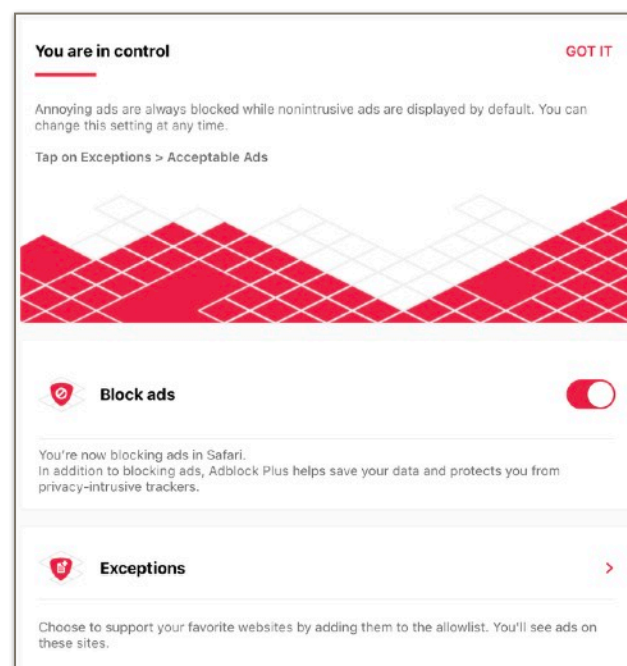 You are in control
GOT IT
Annoying ads are always blocked while nonintrusive ads are displayed by default. You can
change this setting at any time.
Tap on Exceptions > Acceptable Ads
Block ads
You're now blocking ads in Safari.
In addition to blocking ads, Adblock Plus helps save your data and protects you from
privacy-intrusive trackers.
Exceptions
Choose to support your favorite websites by adding them to the allowlist. You'll see ads on
these sites.